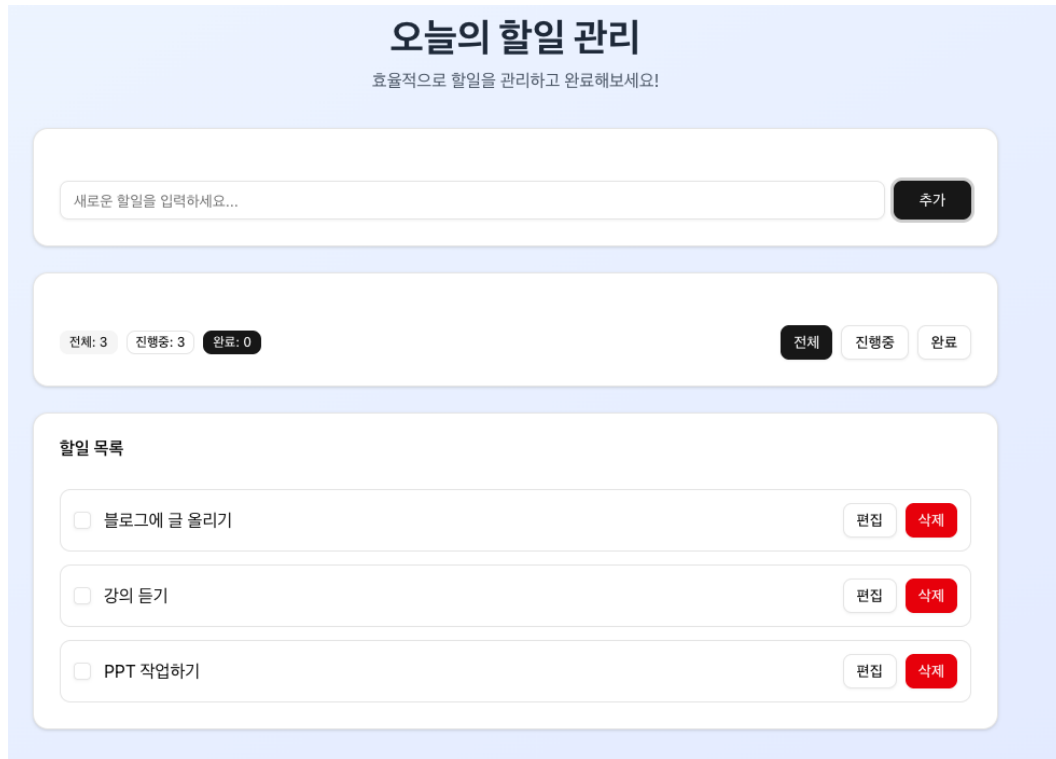 오늘의 할일 관리
효율적으로 할일을 관리하고 완료해보세요!
새로운 할일을 입력하세요... 추가
전체: 3 진행중: 3 완료: 0 전체 진행중 완료
할일 목록
블로그에 글 올리기 편집 삭제
강의 듣기 편집 삭제
PPT 작업하기 편집 삭제